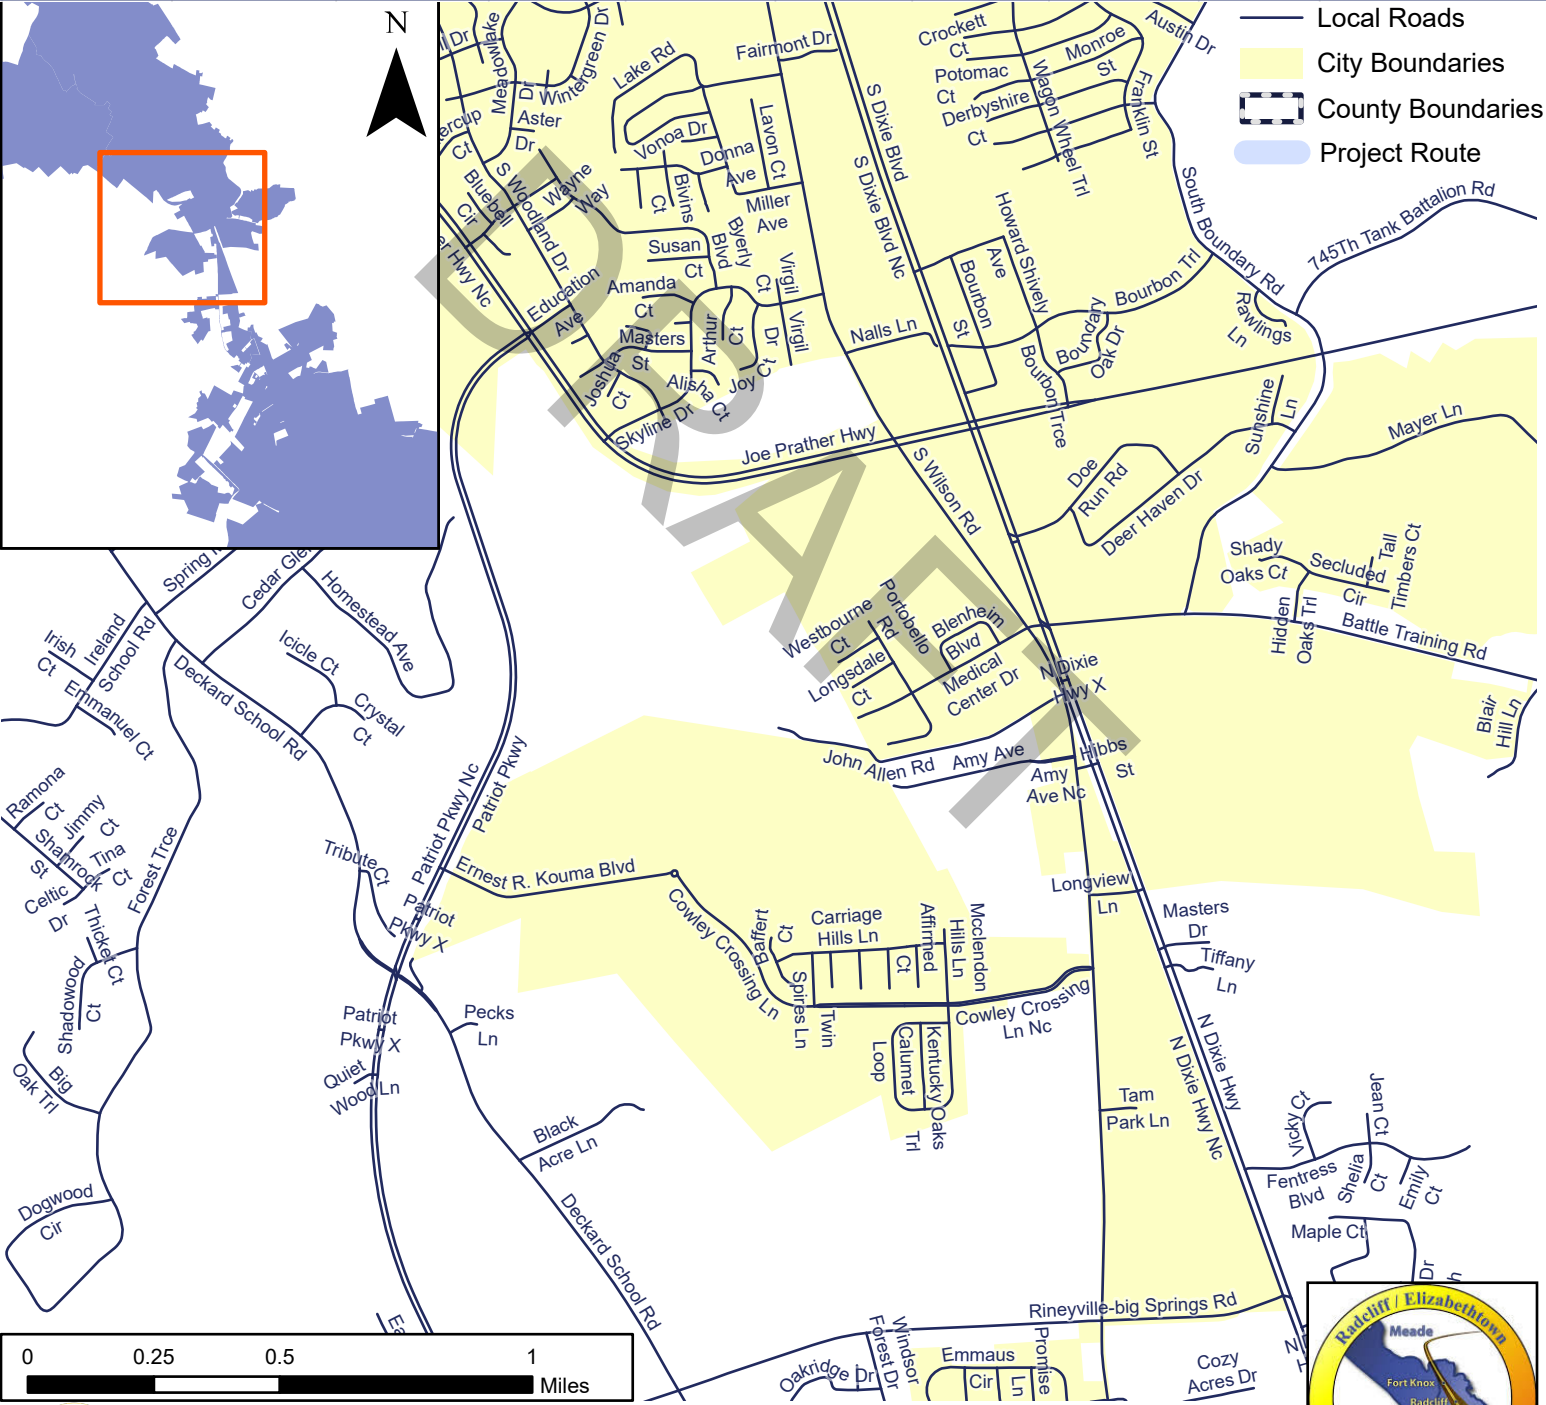 N
Local Roads
City Boundaries
County Boundaries
Project Route
DRAFT
Meadowlake
Dr
Wintergreen Dr
Lake Rd
Fairmont Dr
Crockett
Ct
Monroe
St
Austin Dr
Potomac
Ct
Derbyshire
Ct
Wagon Wheel Trl
Franklin St
S Dixie Blvd
S Dixie Blvd Nc
Aster
Dr
Ct
Vonoa Dr
Donna
Ave
Lavon Ct
Bivins
Ct
Miller
Ave
Bluebell
Cir
S Woodland Dr
Wayne
Way
Susan
Ct
Byerly
Blvd
Virgil
Ct
Virgil
Dr
Howard Shively
Ave
South Boundary Rd
745Th Tank Battalion Rd
Education
Ave
Amanda
Ct
Masters
St
Arthur
Ct
Joshua
Ct
Alisha Ct
Joy Ct
Skyline Dr
Nalls Ln
Bourbon
St
Bourbon Trl
Boundary
Oak Dr
Bourbon Trce
Rawlings
Ln
Joe Prather Hwy
S Wilson Rd
Doe
Run Rd
Deer Haven Dr
Sunshine
Ln
Mayer Ln
Shady
Oaks Ct
Secluded
Cir
Tall
Timbers Ct
Hidden
Oaks Trl
Battle Training Rd
Blair
Hill Ln
Cedar Glen
Homestead Ave
Ireland
School Rd
Irish
Ct
Emmanuel Ct
Icicle Ct
Crystal
Ct
Deckard School Rd
Westbourne
Ct
Portobello
Rd
Blenheim
Blvd
Longsdale
Ct
Medical
Center Dr
N Dixie
Hwy X
John Allen Rd
Amy Ave
Amy
Ave Nc
Hibbs
St
Ramona
Ct
Jimmy
Ct
Shamrock
St
Tina
Ct
Celtic
Dr
Forest Trce
Thicket Ct
Shadowood
Ct
Big
Oak Trl
Dogwood
Cir
Patriot Pkwy Nc
Patriot Pkwy
Tribute Ct
Patriot
Pkwy X
Ernest R. Kouma Blvd
Cowley Crossing Ln
Baffert
Ct
Carriage
Hills Ln
Affirmed
Ct
Mcclendon
Hills Ln
Spires Ln
Twin
Cowley Crossing
Ln Nc
Calumet
Loop
Kentucky Oaks
Trl
Longview
Ln
Masters
Dr
Tiffany
Ln
Patriot
Pkwy X
Pecks
Ln
Quiet
Wood Ln
Black
Acre Ln
Deckard School Rd
N Dixie Hwy
N Dixie Hwy Nc
Tam
Park Ln
Vicky Ct
Jean Ct
Fentress
Blvd
Shelia
Ct
Emily
Ct
Maple Ct
Dr
Rineyville-big Springs Rd
Windsor
Forest Dr
Oakridge Dr
Emmaus
Cir
Promise
Ln
Cozy
Acres Dr
0 0.25 0.5 1
Miles
Radcliff / Elizabethtown
Meade
Fort Knox
Radcliff